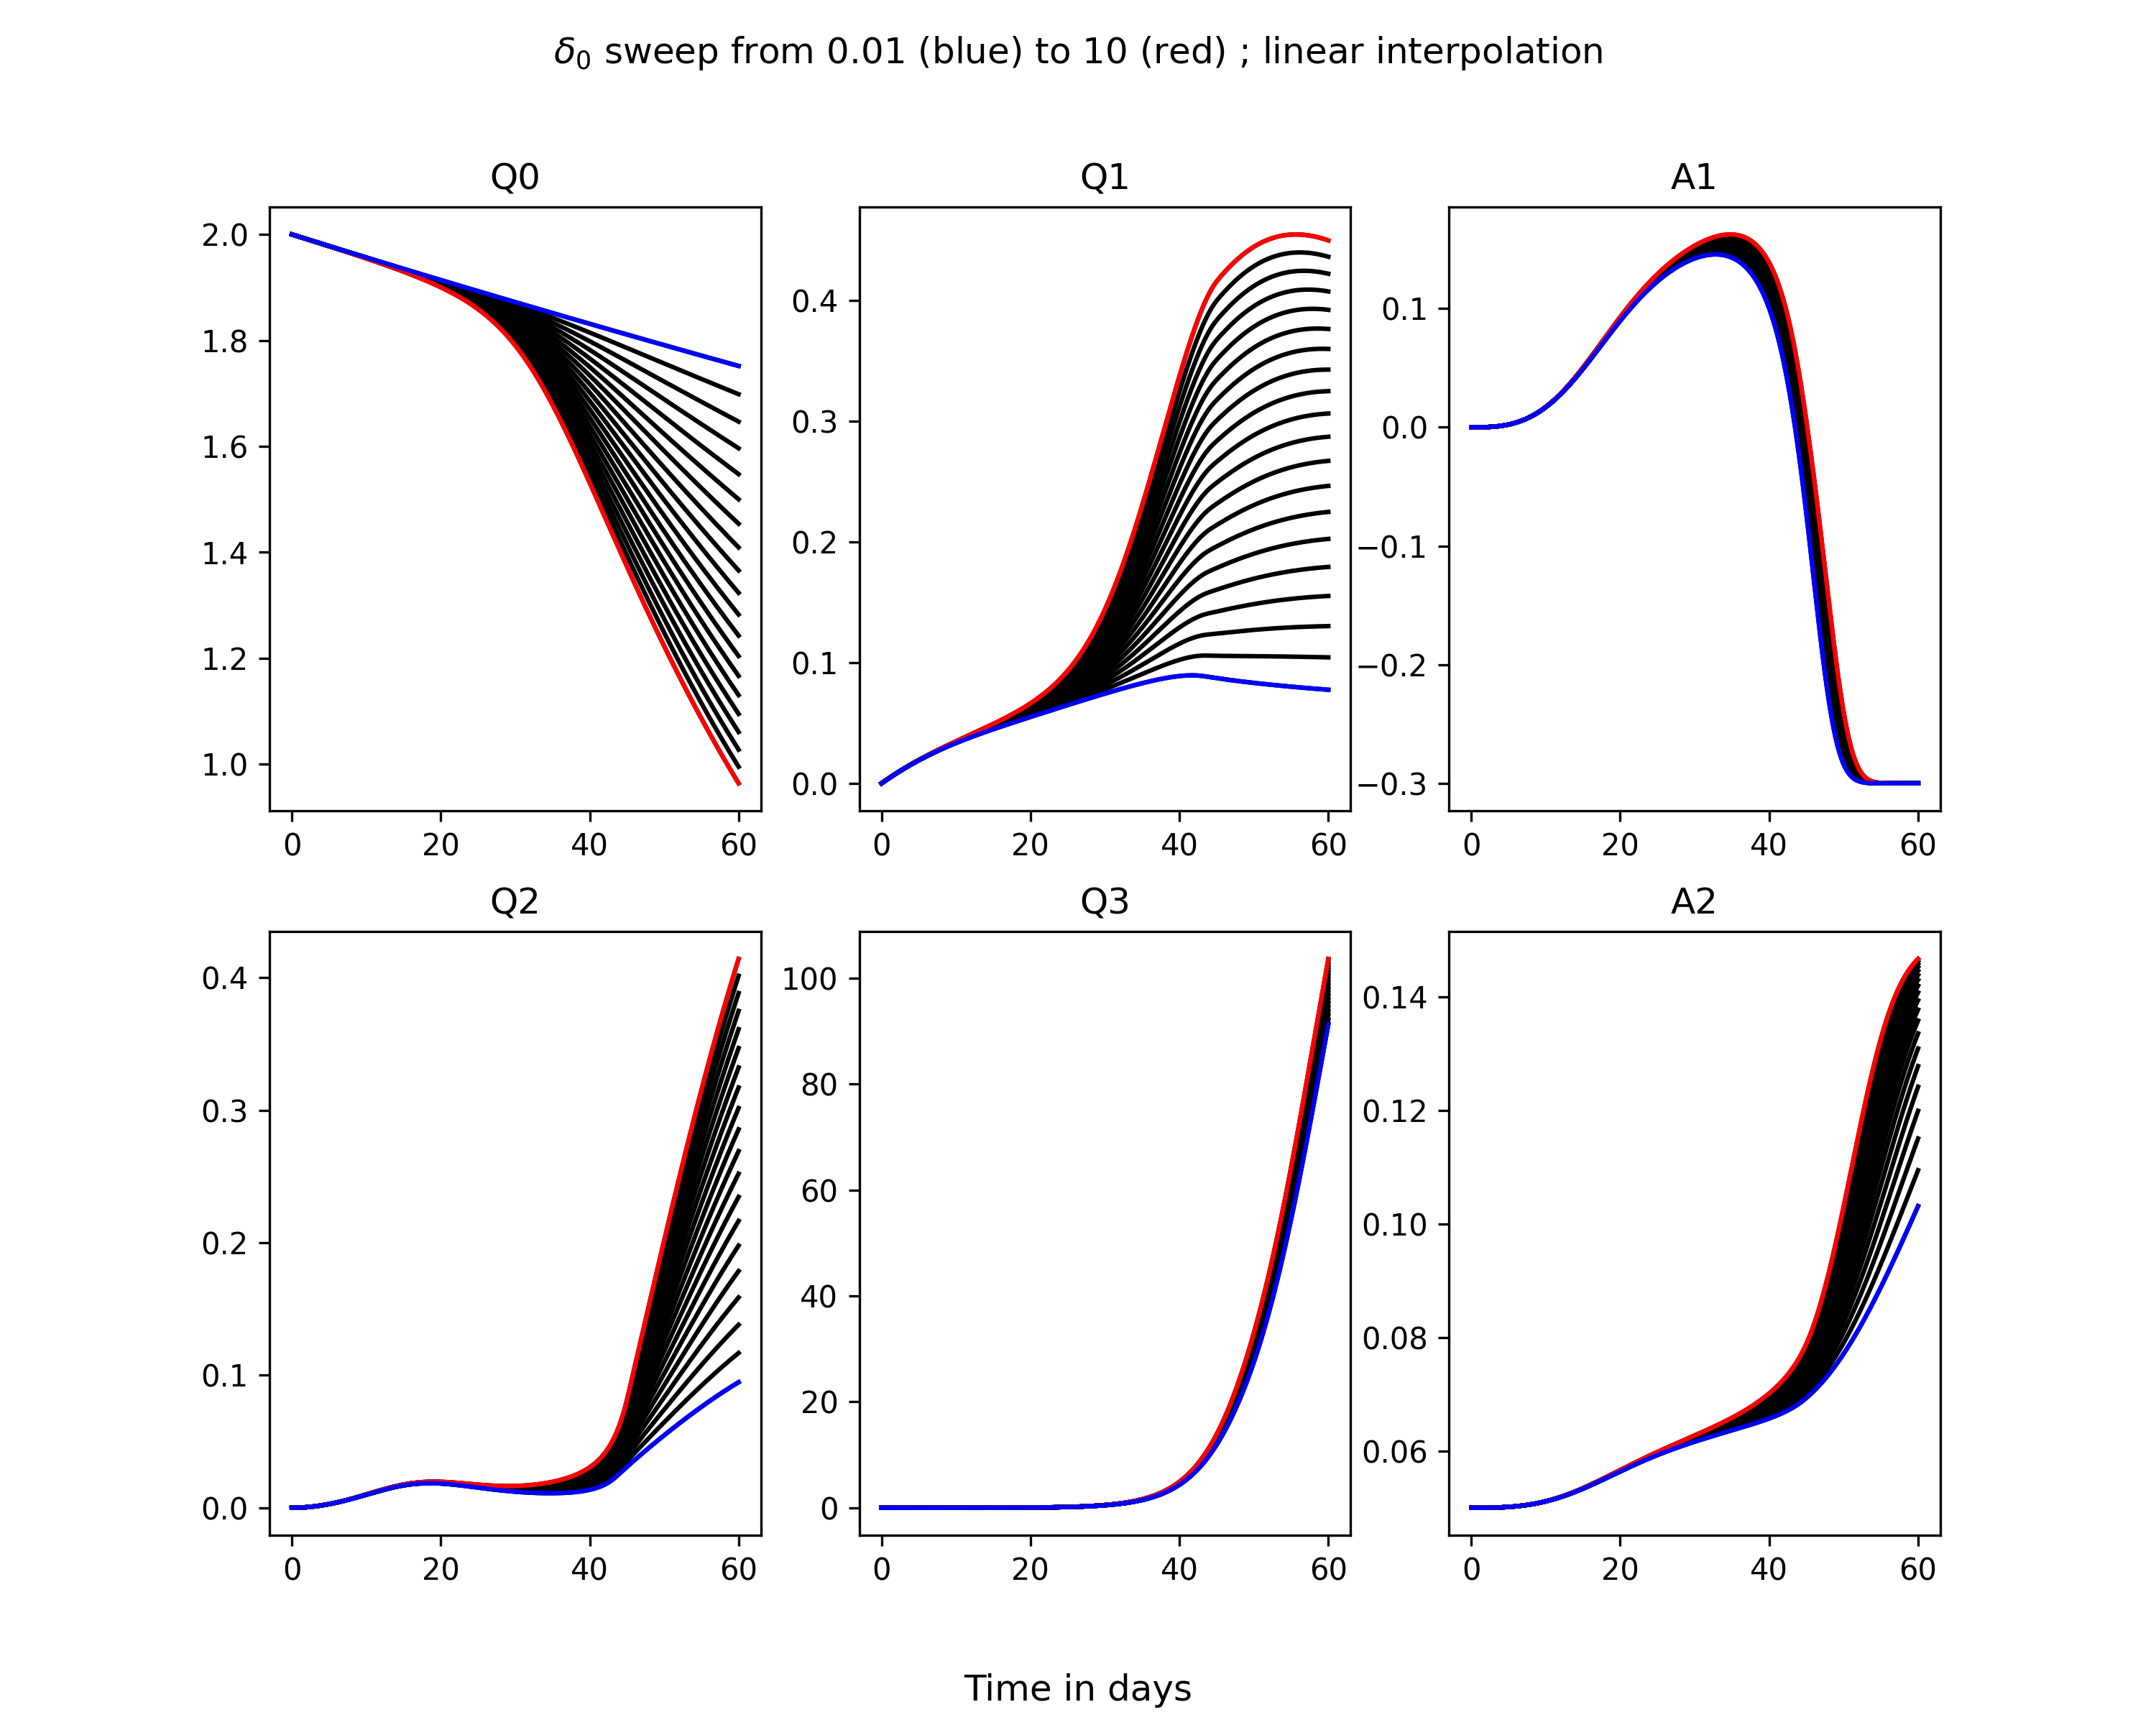 δ₀ sweep from 0.01 (blue) to 10 (red) ; linear interpolation
Q0
2.0
1.8
1.6
1.4
1.2
1.0
0 20 40 60
Q1
0.4
0.3
0.2
0.1
0.0
0 20 40 60
A1
0.1
0.0
−0.1
−0.2
−0.3
0 20 40 60
Q2
0.4
0.3
0.2
0.1
0.0
0 20 40 60
Q3
100
80
60
40
20
0
0 20 40 60
A2
0.14
0.12
0.10
0.08
0.06
0 20 40 60
Time in days